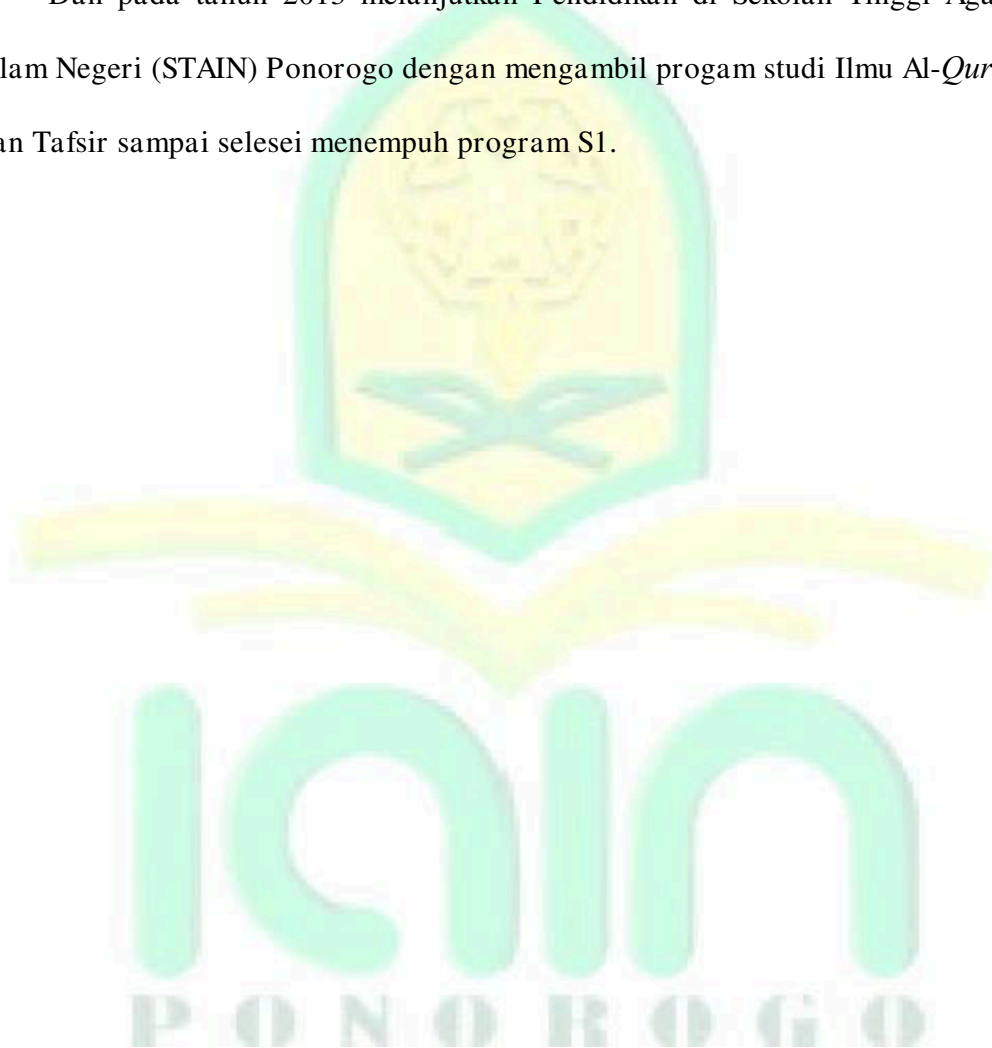 Dan pada tahun 2013 melanjutkan Pendidikan di Sekolah Tinggi Aga
lam Negeri (STAIN) Ponorogo dengan mengambil progam studi Ilmu Al-Qur
an Tafsir sampai selesei menempuh program S1.
IAIN
PONOROGO